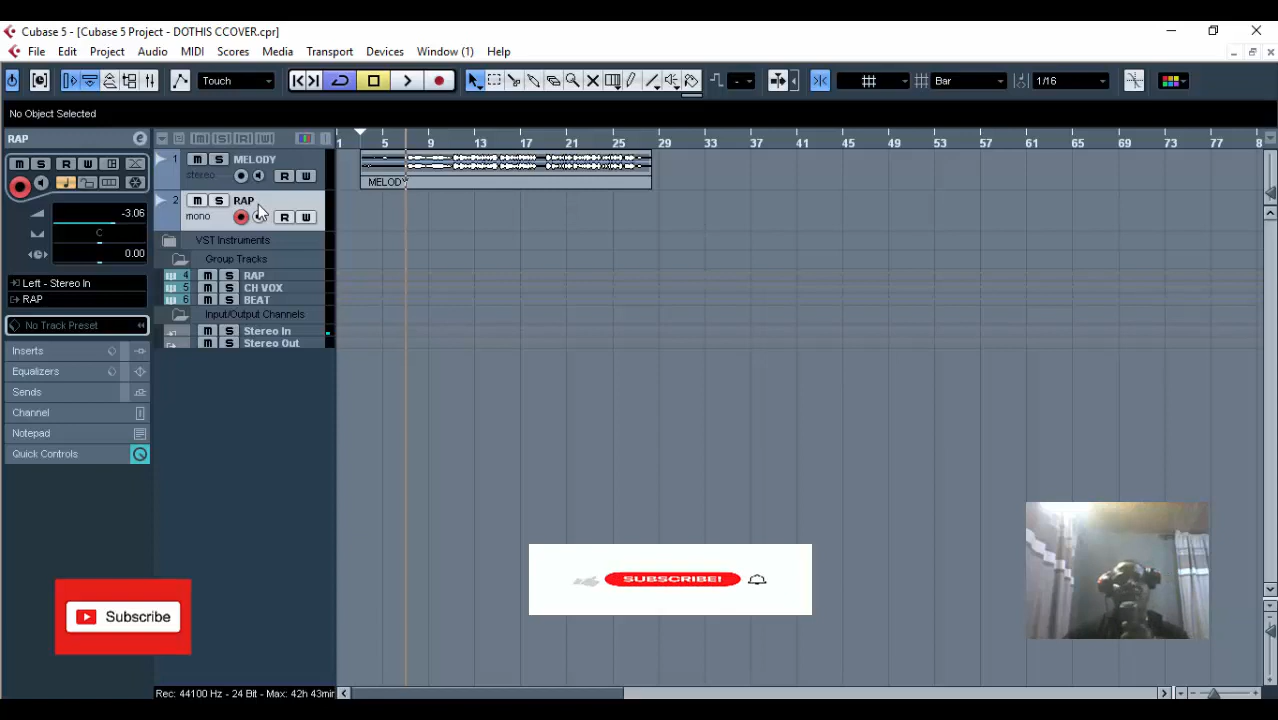 Cubase 5 - [Cubase 5 Project - DOTHIS CCOVER.cpr]
File Edit Project Audio MIDI Scores Media Transport Devices Window (1) Help
Touch Bar 1/16
No Object Selected
RAP
1 5 9 13 17 21 25 29 33 37 41 45 49 53 57 61 65 69 73 77 8
m S R W
1 m S MELODY
stereo R W
MELODY
2 m S RAP
mono R W
-3.06
C
0.00
VST Instruments
Group Tracks
4 m S RAP
5 m S CH VOX
6 m S BEAT
Input/Output Channels
m S Stereo In
m S Stereo Out
Left - Stereo In
RAP
No Track Preset
Inserts
Equalizers
Sends
Channel
Notepad
Quick Controls
SUBSCRIBE!
Subscribe
Rec: 44100 Hz - 24 Bit - Max: 42h 43min